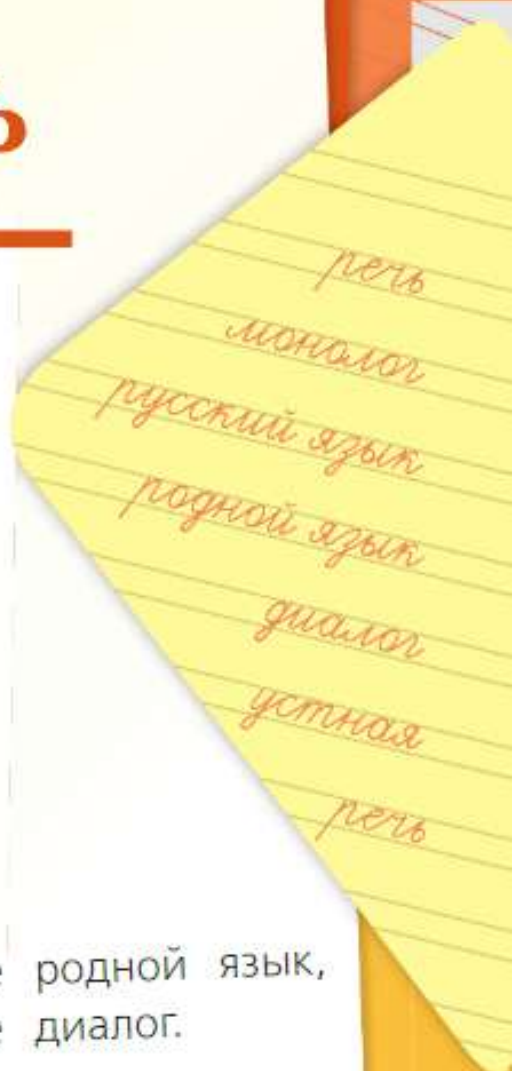 ь
речь
монолог
русский язык
родной язык
диалог
устная
речь
е родной язык,
е диалог.